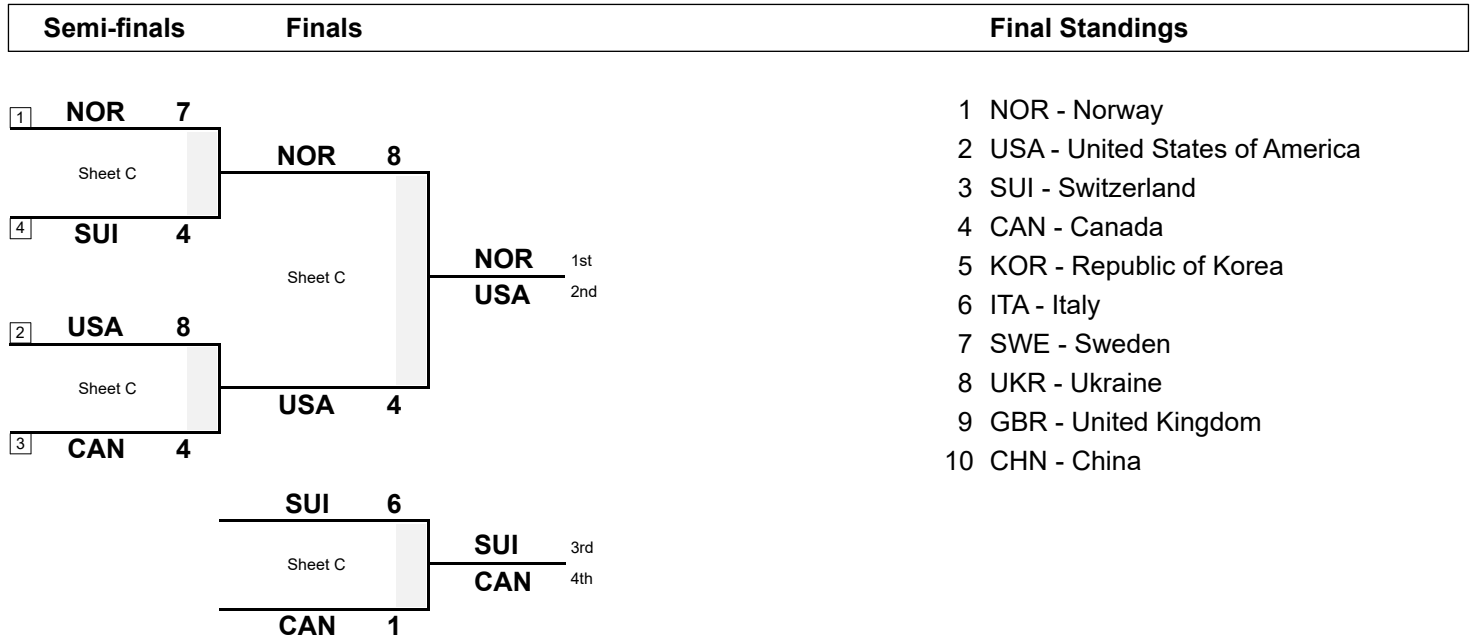 Semi-finals Finals Final Standings
1 NOR 7
Sheet C
4 SUI 4
2 USA 8
Sheet C
3 CAN 4
NOR 8
Sheet C
USA 4
NOR 1st
USA 2nd
SUI 6
Sheet C
CAN 1
SUI 3rd
CAN 4th
1 NOR - Norway
2 USA - United States of America
3 SUI - Switzerland
4 CAN - Canada
5 KOR - Republic of Korea
6 ITA - Italy
7 SWE - Sweden
8 UKR - Ukraine
9 GBR - United Kingdom
10 CHN - China